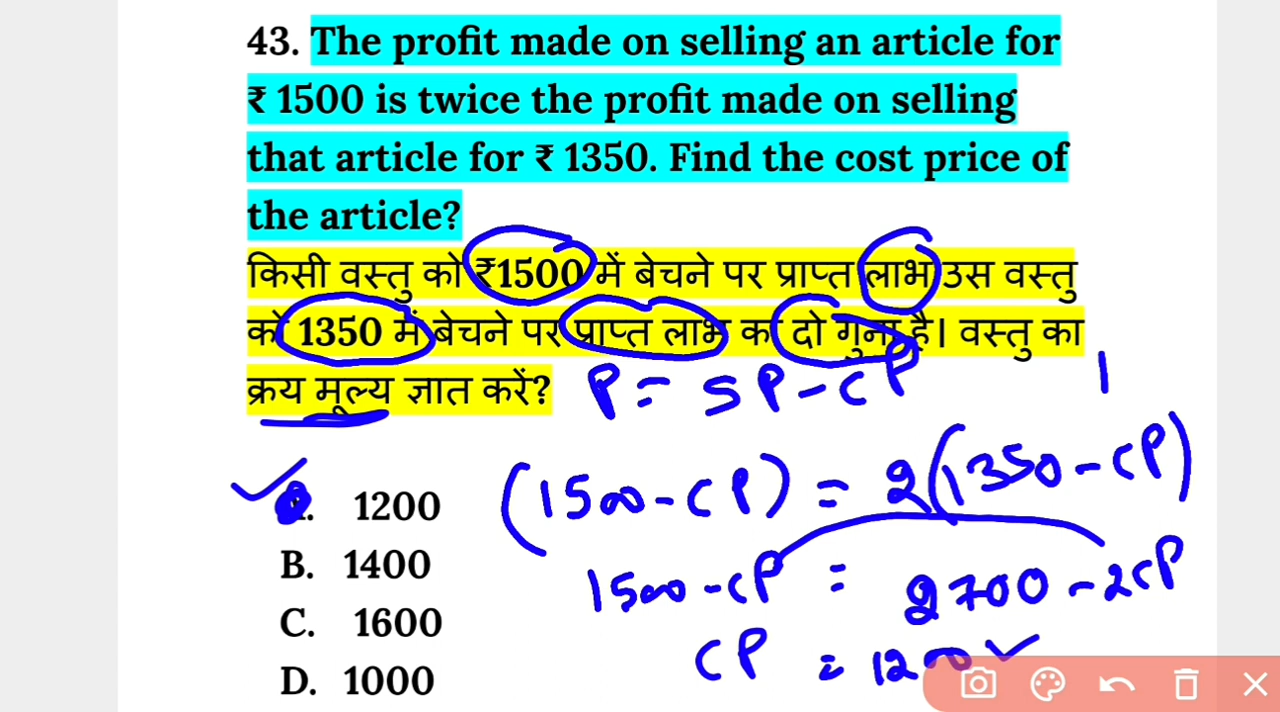 43. The profit made on selling an article for
₹ 1500 is twice the profit made on selling
that article for ₹ 1350. Find the cost price of
the article?
किसी वस्तु को ₹1500 में बेचने पर प्राप्त लाभ उस वस्तु
को 1350 में बेचने पर प्राप्त लाभ का दो गुना है। वस्तु का
क्रय मूल्य ज्ञात करें?
P = SP - CP
1
(1500 - CP) = 2(1350 - CP)
A. 1200
1500 - CP = 2700 - 2CP
B. 1400
C. 1600
CP = 1200
D. 1000